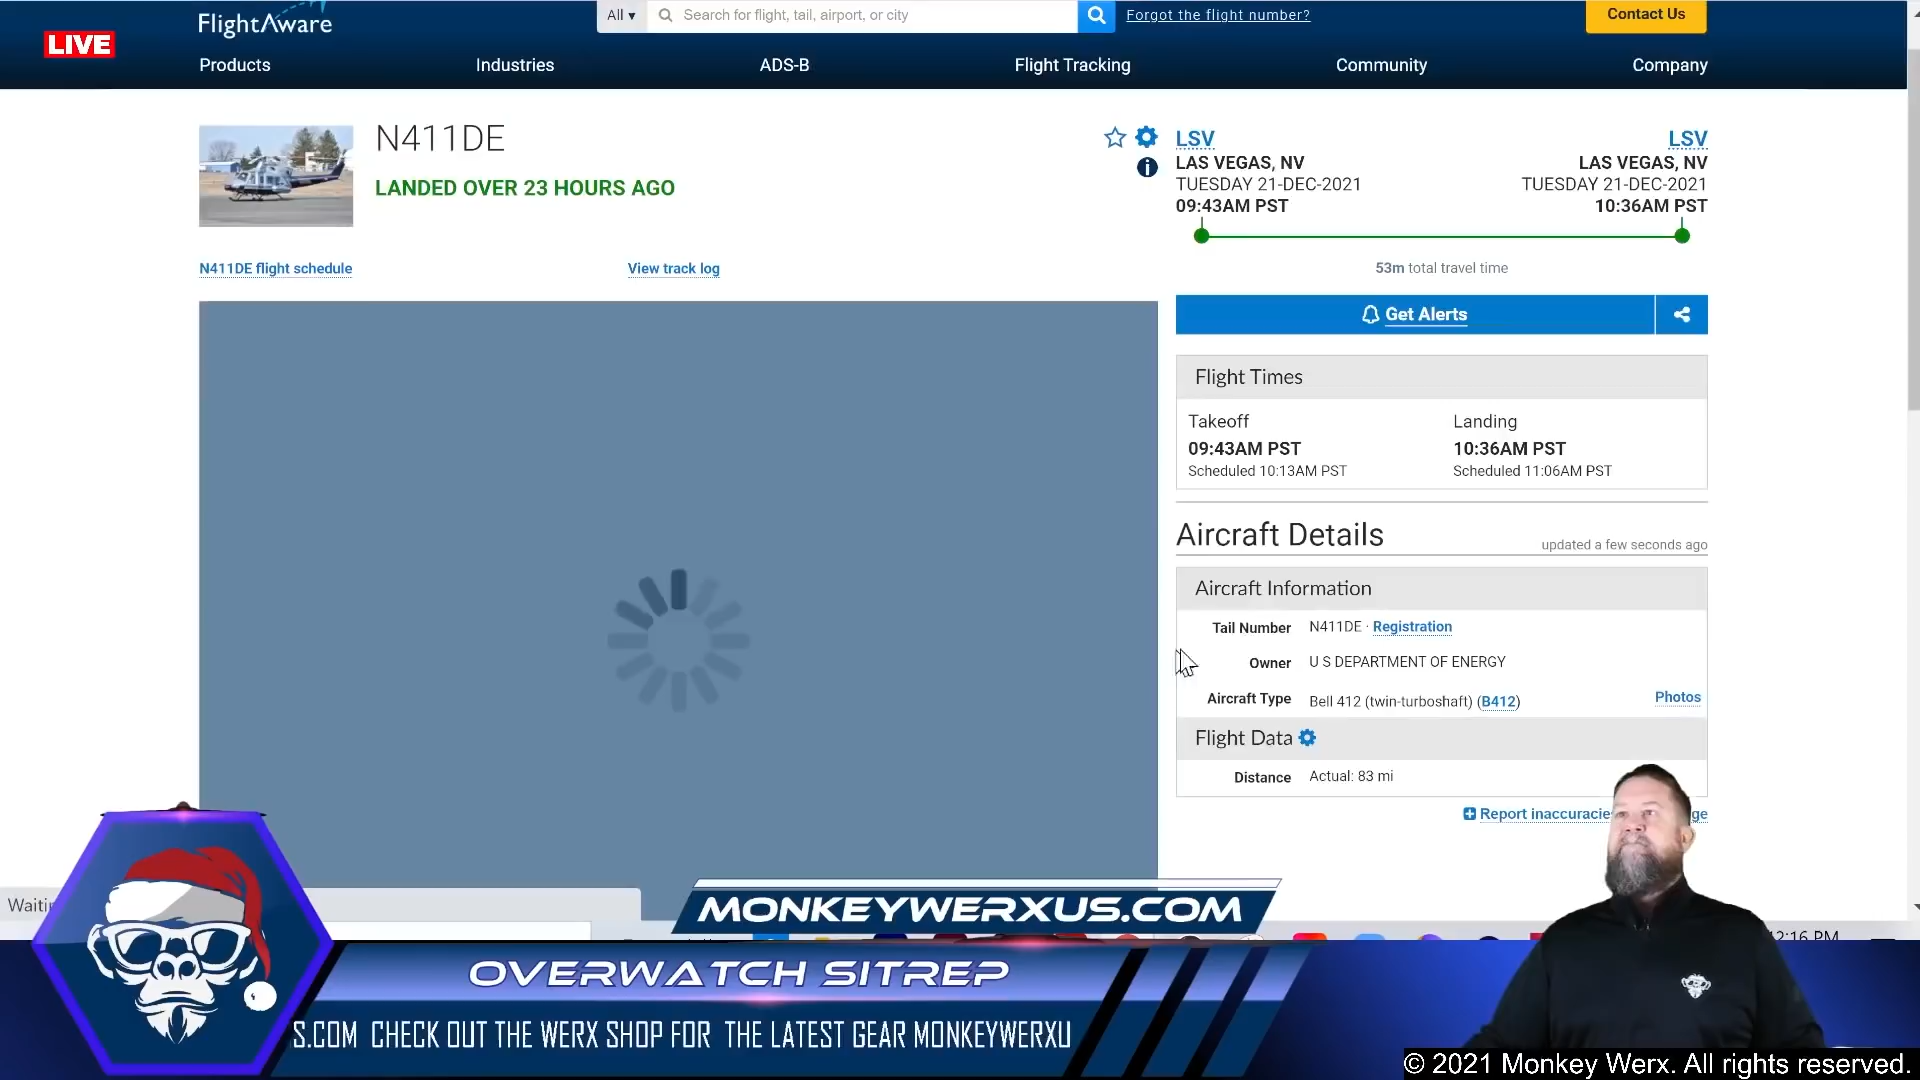 LIVE
FlightAware
All ▾
Search for flight, tail, airport, or city
Forgot the flight number?
Contact Us
Products
Industries
ADS-B
Flight Tracking
Community
Company
N411DE
LANDED OVER 23 HOURS AGO
LSV
LSV
LAS VEGAS, NV
LAS VEGAS, NV
TUESDAY 21-DEC-2021
TUESDAY 21-DEC-2021
09:43AM PST
10:36AM PST
53m total travel time
N411DE flight schedule
View track log
Get Alerts
Flight Times
Takeoff
Landing
09:43AM PST
10:36AM PST
Scheduled 10:13AM PST
Scheduled 11:06AM PST
Aircraft Details
updated a few seconds ago
Aircraft Information
Tail Number N411DE · Registration
Owner U S DEPARTMENT OF ENERGY
Aircraft Type Bell 412 (twin-turboshaft) (B412)
Photos
Flight Data
Distance Actual: 83 mi
Report inaccuracie
ge
MONKEYWERXUS.COM
12:16 PM
OVERWATCH SITREP
S.COM CHECK OUT THE WERX SHOP FOR THE LATEST GEAR MONKEYWERXU
© 2021 Monkey Werx. All rights reserved.